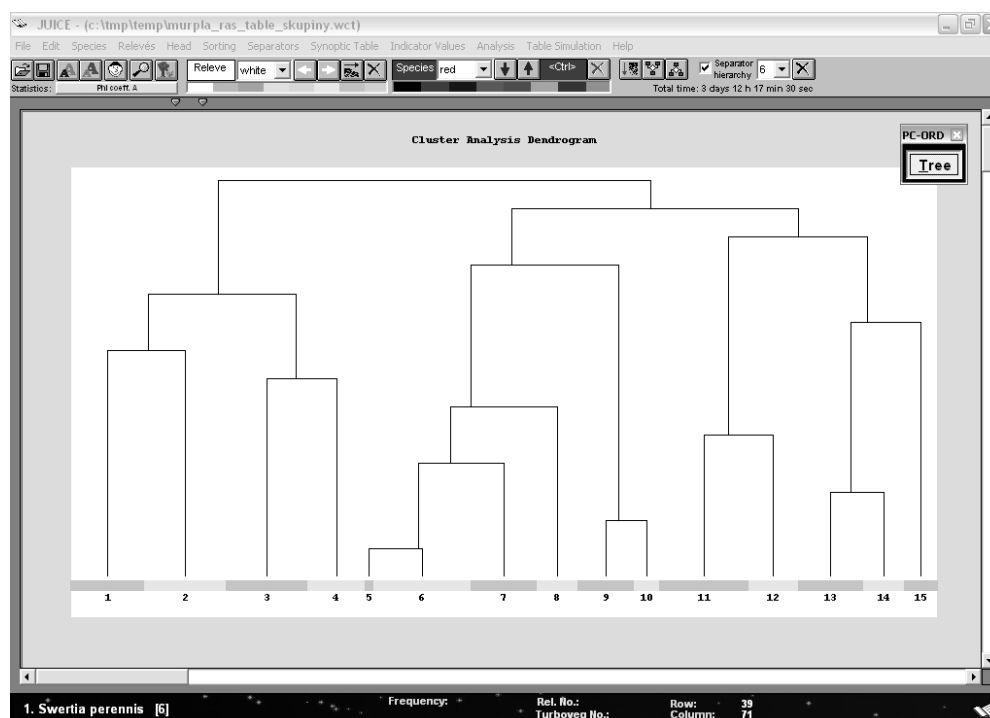 JUICE - (c:\tmp\temp\murpla_ras_table_skupiny.wct)
File Edit Species Relevés Head Sorting Separators Synoptic Table Indicator Values Analysis Table Simulation Help
Releve white Species red <Ctrl> Separator hierarchy 6
Statistics: Phi coeff. A Total time: 3 days 12 h 17 min 30 sec
Cluster Analysis Dendrogram
PC-ORD
Tree
1 2 3 4 5 6 7 8 9 10 11 12 13 14 15
1. Swertia perennis [6] Frequency: Rel. No.: Row: 39
Turboveg No.: Column: 71